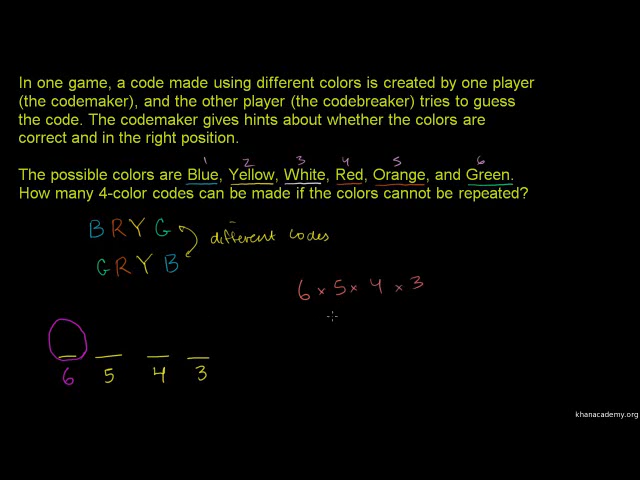 In one game, a code made using different colors is created by one player
(the codemaker), and the other player (the codebreaker) tries to guess
the code. The codemaker gives hints about whether the colors are
correct and in the right position.
1 2 3 4 5 6
The possible colors are Blue, Yellow, White, Red, Orange, and Green.
How many 4-color codes can be made if the colors cannot be repeated?
B R Y G
different codes
G R Y B
6 × 5 × 4 × 3
6 5 4 3
khanacademy.org